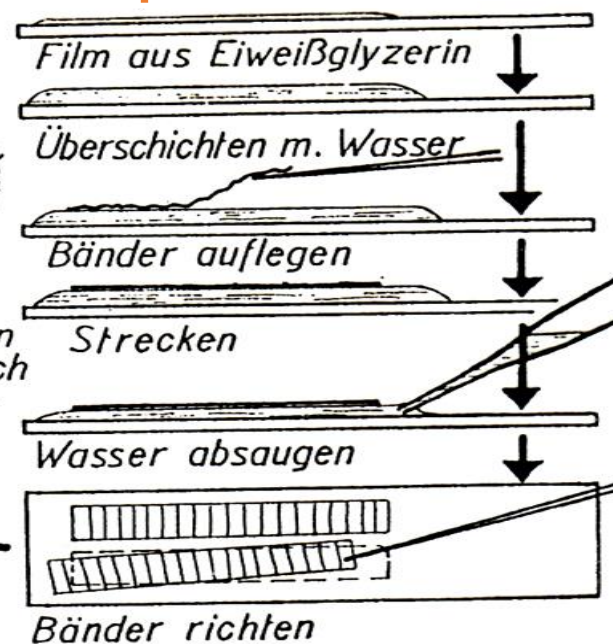 Film aus Eiweißglyzerin
Überschichten m. Wasser
Bänder auflegen
Strecken
Wasser absaugen
Bänder richten